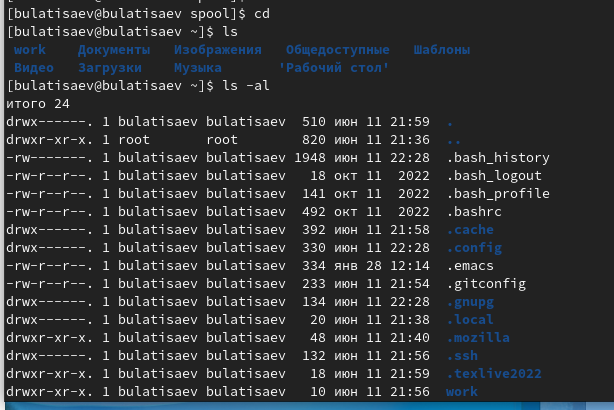 [bulatisaev@bulatisaev spool]$ cd
[bulatisaev@bulatisaev ~]$ ls
work Документы Изображения Общедоступные Шаблоны
Видео Загрузки Музыка 'Рабочий стол'
[bulatisaev@bulatisaev ~]$ ls -al
итого 24
drwx------. 1 bulatisaev bulatisaev 510 июн 11 21:59 .
drwxr-xr-x. 1 root root 820 июн 11 21:36 ..
-rw-------. 1 bulatisaev bulatisaev 1948 июн 11 22:28 .bash_history
-rw-r--r--. 1 bulatisaev bulatisaev 18 окт 11 2022 .bash_logout
-rw-r--r--. 1 bulatisaev bulatisaev 141 окт 11 2022 .bash_profile
-rw-r--r--. 1 bulatisaev bulatisaev 492 окт 11 2022 .bashrc
drwx------. 1 bulatisaev bulatisaev 392 июн 11 21:58 .cache
drwx------. 1 bulatisaev bulatisaev 330 июн 11 22:28 .config
-rw-r--r--. 1 bulatisaev bulatisaev 334 янв 28 12:14 .emacs
-rw-r--r--. 1 bulatisaev bulatisaev 233 июн 11 21:54 .gitconfig
drwx------. 1 bulatisaev bulatisaev 134 июн 11 22:28 .gnupg
drwx------. 1 bulatisaev bulatisaev 20 июн 11 21:38 .local
drwxr-xr-x. 1 bulatisaev bulatisaev 48 июн 11 21:40 .mozilla
drwx------. 1 bulatisaev bulatisaev 132 июн 11 21:56 .ssh
drwxr-xr-x. 1 bulatisaev bulatisaev 18 июн 11 21:59 .texlive2022
drwxr-xr-x. 1 bulatisaev bulatisaev 10 июн 11 21:56 work